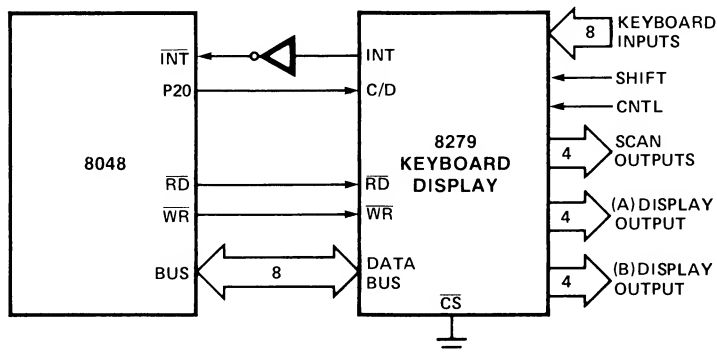 8048
INT
P20
RD
WR
BUS
8
INT
C/D
8279
KEYBOARD
DISPLAY
RD
WR
DATA
BUS
CS
8
KEYBOARD
INPUTS
SHIFT
CNTL
4
SCAN
OUTPUTS
4
(A) DISPLAY
OUTPUT
4
(B) DISPLAY
OUTPUT